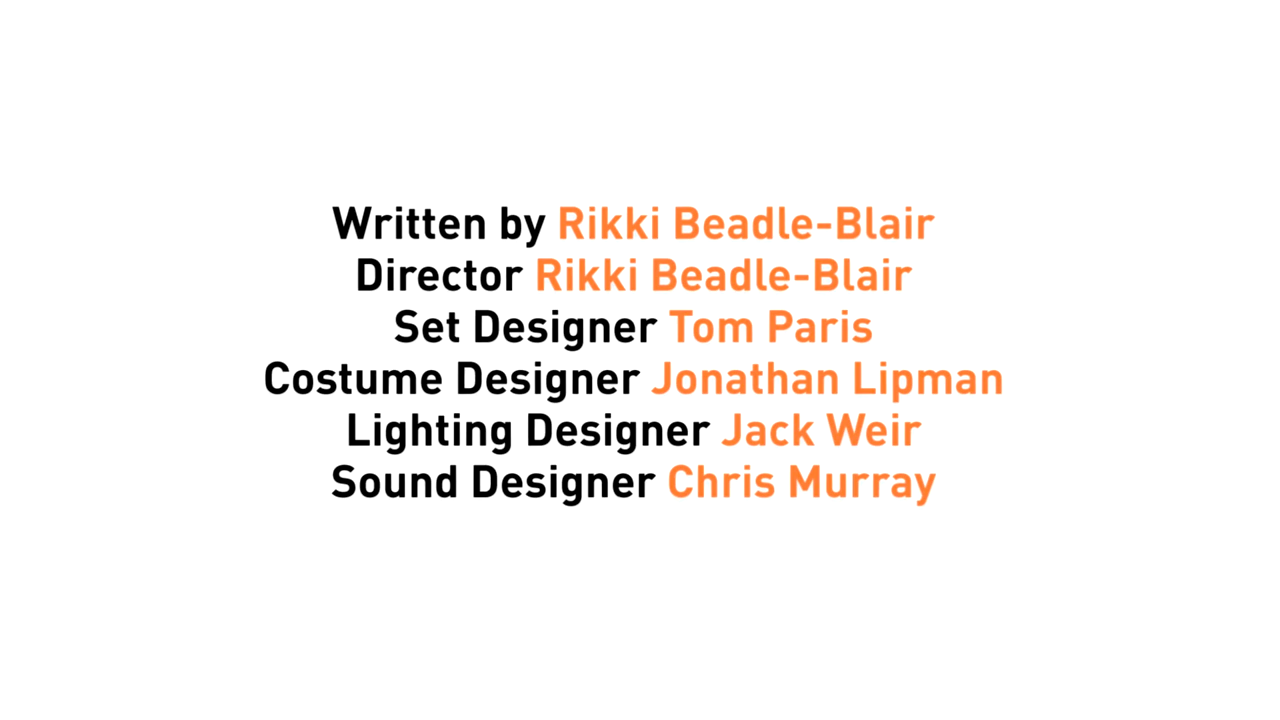 Written by Rikki Beadle-Blair
Director Rikki Beadle-Blair
Set Designer Tom Paris
Costume Designer Jonathan Lipman
Lighting Designer Jack Weir
Sound Designer Chris Murray